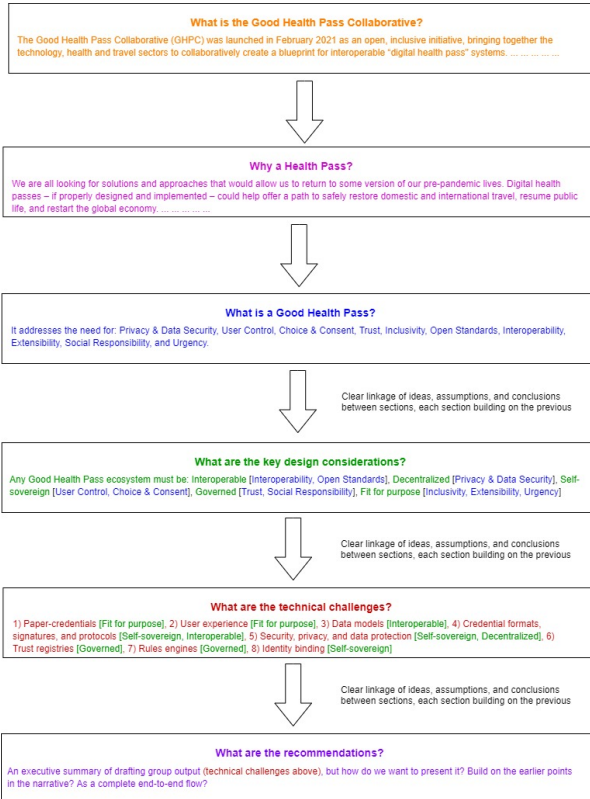 What is the Good Health Pass Collaborative?
The Good Health Pass Collaborative (GHPC) was launched in February 2021 as an open, inclusive initiative, bringing together the
technology, health and travel sectors to collaboratively create a blueprint for interoperable “digital health pass” systems. ... ... ... ... ...
Why a Health Pass?
We are all looking for solutions and approaches that would allow us to return to some version of our pre-pandemic lives. Digital health
passes – if properly designed and implemented – could help offer a path to safely restore domestic and international travel, resume public
life, and restart the global economy. ... ... ... ... ...
What is a Good Health Pass?
It addresses the need for: Privacy & Data Security, User Control, Choice & Consent, Trust, Inclusivity, Open Standards, Interoperability,
Extensibility, Social Responsibility, and Urgency.
Clear linkage of ideas, assumptions, and conclusions
between sections, each section building on the previous
What are the key design considerations?
Any Good Health Pass ecosystem must be: Interoperable [Interoperability, Open Standards], Decentralized [Privacy & Data Security], Self-
sovereign [User Control, Choice & Consent], Governed [Trust, Social Responsibility], Fit for purpose [Inclusivity, Extensibility, Urgency]
Clear linkage of ideas, assumptions, and conclusions
between sections, each section building on the previous
What are the technical challenges?
1) Paper-credentials [Fit for purpose], 2) User experience [Fit for purpose], 3) Data models [Interoperable], 4) Credential formats,
signatures, and protocols [Self-sovereign, Interoperable], 5) Security, privacy, and data protection [Self-sovereign, Decentralized], 6)
Trust registries [Governed], 7) Rules engines [Governed], 8) Identity binding [Self-sovereign]
Clear linkage of ideas, assumptions, and conclusions
between sections, each section building on the previous
What are the recommendations?
An executive summary of drafting group output (technical challenges above), but how do we want to present it? Build on the earlier points
in the narrative? As a complete end-to-end flow?